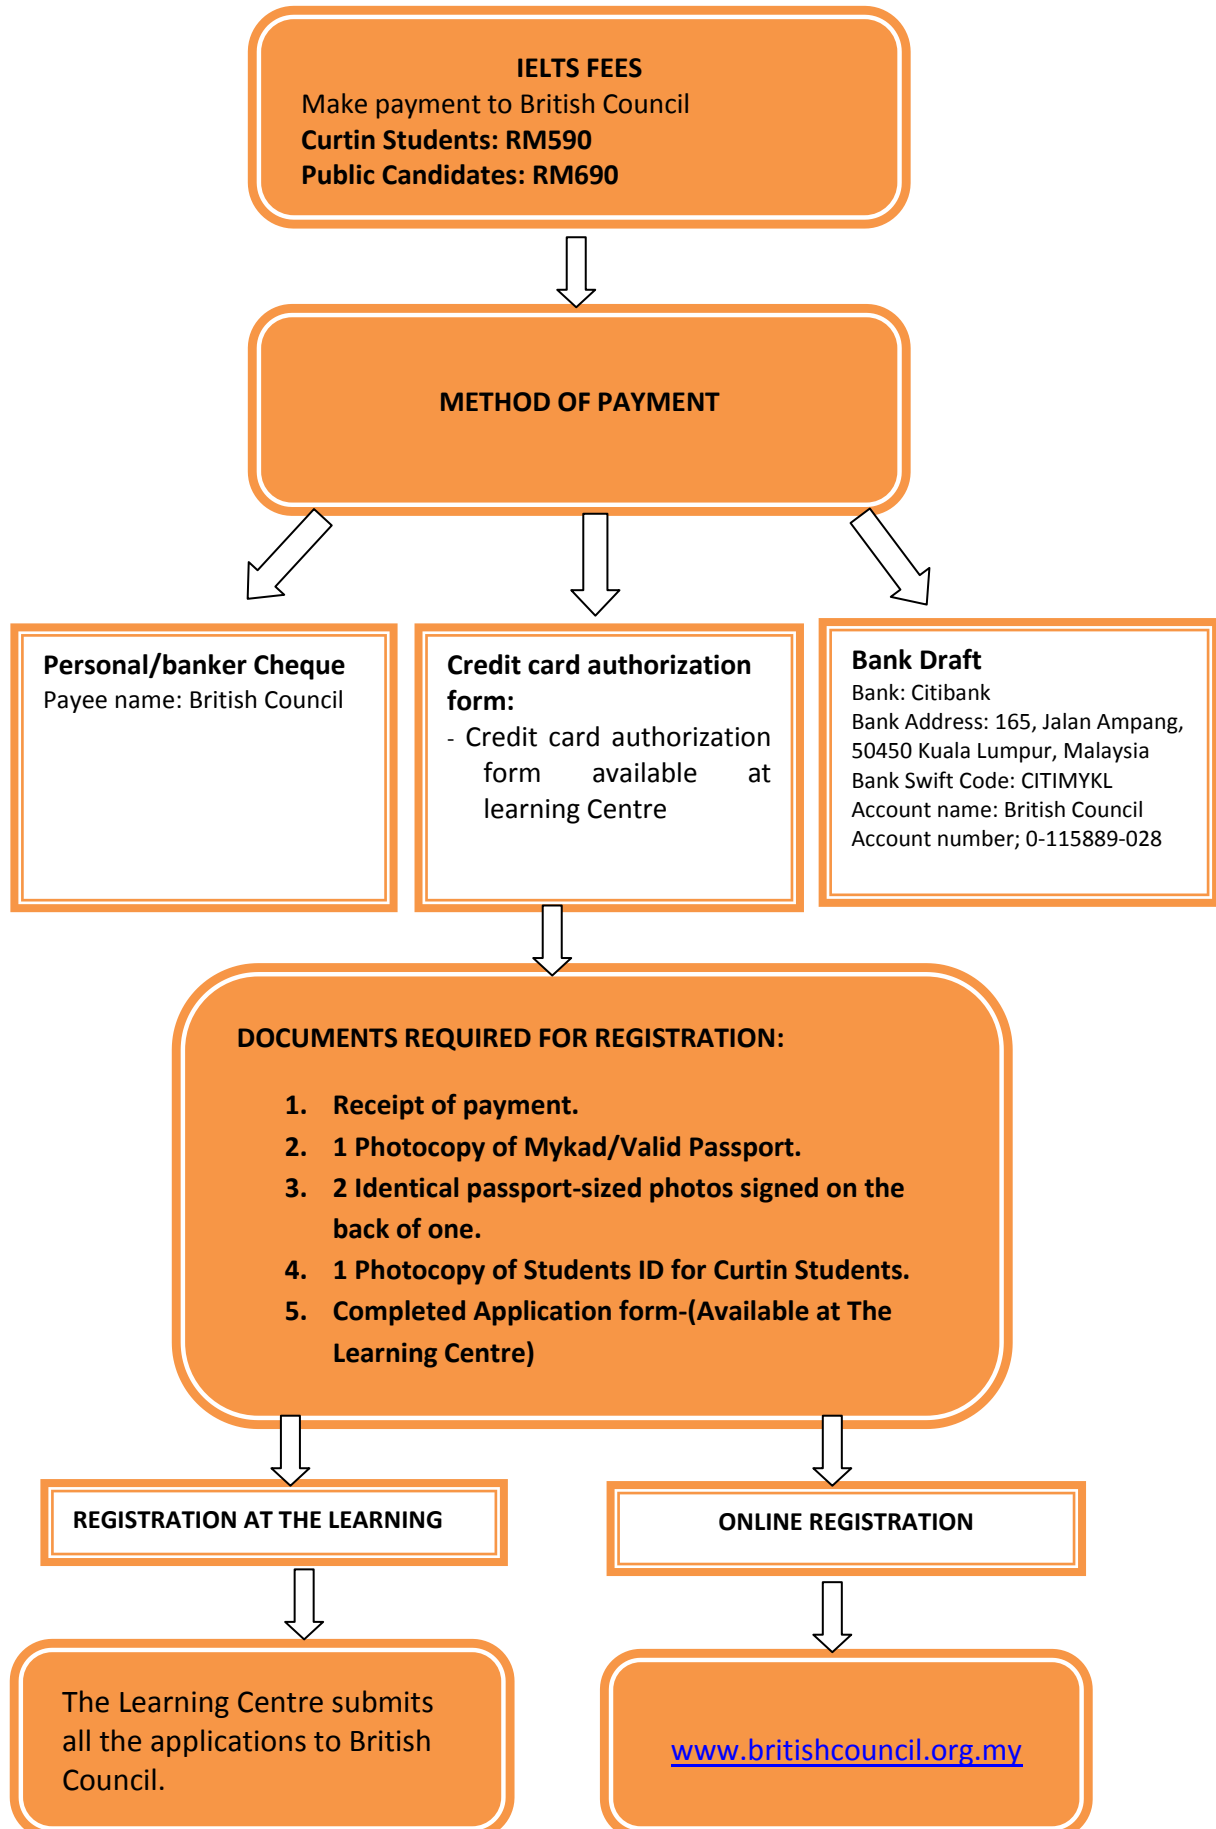 IELTS FEES
Make payment to British Council
Curtin Students: RM590
Public Candidates: RM690
METHOD OF PAYMENT
Personal/banker Cheque
Payee name: British Council
Credit card authorization
form:
- Credit card authorization
form available at
learning Centre
Bank Draft
Bank: Citibank
Bank Address: 165, Jalan Ampang,
50450 Kuala Lumpur, Malaysia
Bank Swift Code: CITIMYKL
Account name: British Council
Account number; 0-115889-028
DOCUMENTS REQUIRED FOR REGISTRATION:
1. Receipt of payment.
2. 1 Photocopy of Mykad/Valid Passport.
3. 2 Identical passport-sized photos signed on the
back of one.
4. 1 Photocopy of Students ID for Curtin Students.
5. Completed Application form-(Available at The
Learning Centre)
REGISTRATION AT THE LEARNING
ONLINE REGISTRATION
The Learning Centre submits
all the applications to British
Council.
www.britishcouncil.org.my